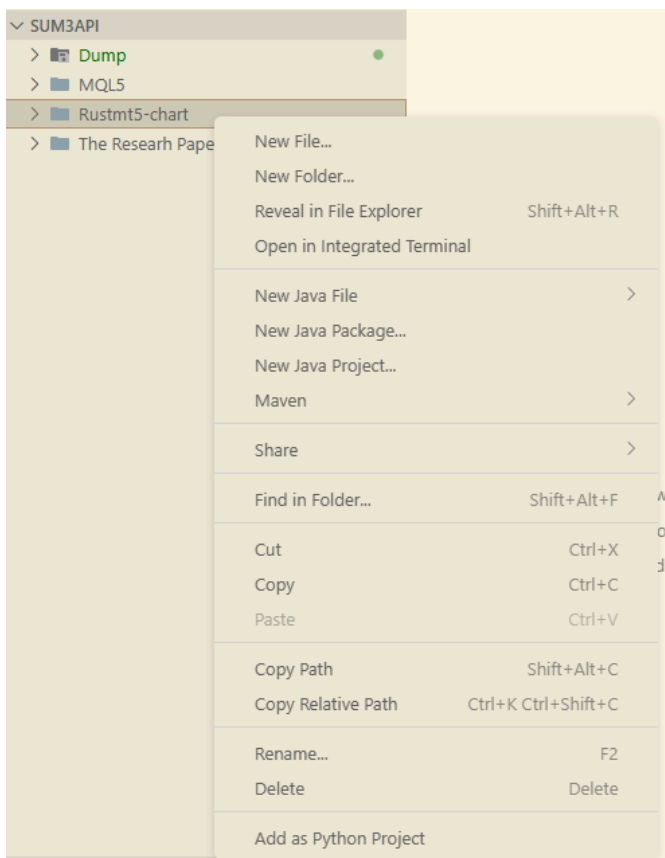 SUM3API
Dump
MQL5
Rustmt5-chart
The Researh Pape
New File...
New Folder...
Reveal in File Explorer Shift+Alt+R
Open in Integrated Terminal
New Java File
New Java Package...
New Java Project...
Maven
Share
Find in Folder... Shift+Alt+F
Cut Ctrl+X
Copy Ctrl+C
Paste Ctrl+V
Copy Path Shift+Alt+C
Copy Relative Path Ctrl+K Ctrl+Shift+C
Rename... F2
Delete Delete
Add as Python Project